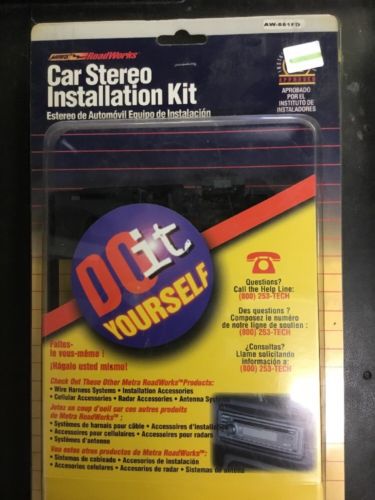 AW-881FD
METRA RoadWorks™
Car Stereo
Installation Kit
Estereo de Automóvil Equipo de Instalación
APPROVED
APROBADO
POR EL
INSTITUTO DE
INSTALADORES
DO it
YOURSELF
Questions?
Call the Help Line:
(800) 253-TECH
Des questions ?
Composez le numéro
de notre ligne de soutien :
(800) 253-TECH
¿Consultas?
Llame solicitando
información a:
(800) 253-TECH
Faites-
le vous-même !
¡Hágalo usted mismo!
Check Out These Other Metra RoadWorks™ Products:
• Wire Harness Systems • Installation Accessories
• Cellular Accessories • Radar Accessories • Antenna Systems
Jetez un coup d'oeil sur ces autres produits
de Metra RoadWorks™ :
• Systèmes de harnais pour câble • Accessoires d'installation
• Accessoires pour cellulaires • Accessoires pour radars
• Systèmes d'antenne
Vea estos otros productos de Metra RoadWorks™:
• Sistemas de cableado • Accesorios de instalación
• Accesorios celulares • Accesorios de radar • Sistemas de antena